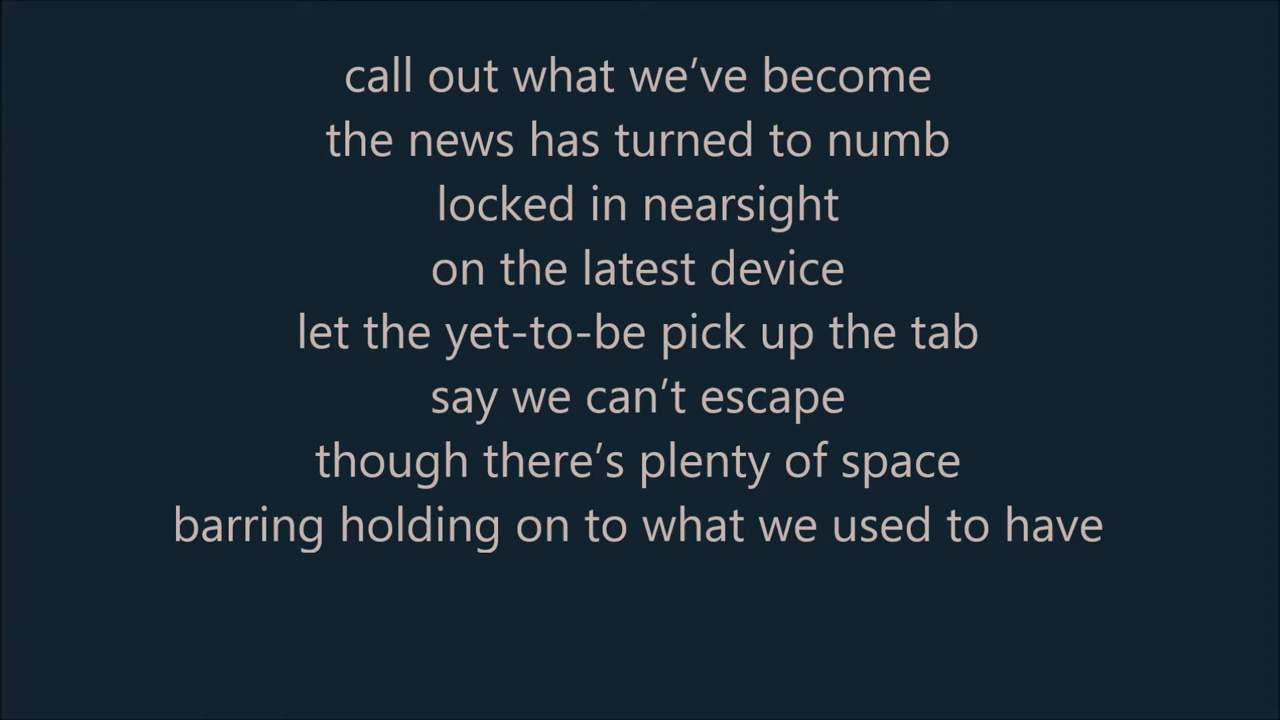 call out what we’ve become
the news has turned to numb
locked in nearsight
on the latest device
let the yet-to-be pick up the tab
say we can’t escape
though there’s plenty of space
barring holding on to what we used to have